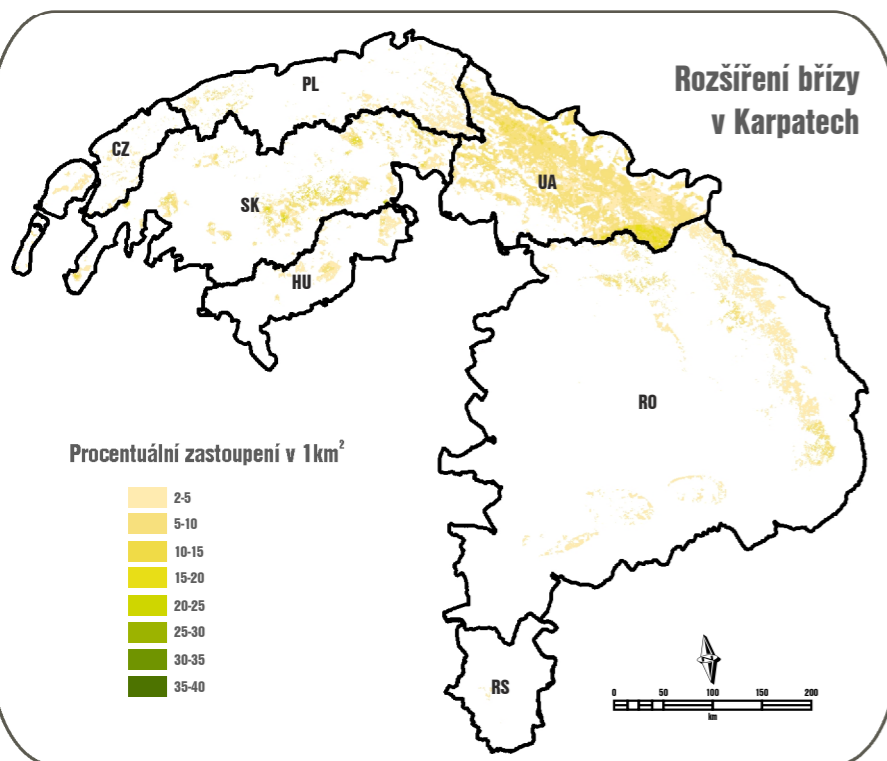 Rozšíření břízy
v Karpatech
PL
CZ
UA
SK
HU
RO
RS
Procentuální zastoupení v 1km²
2-5
5-10
10-15
15-20
20-25
25-30
30-35
35-40
0 50 100 150 200
km